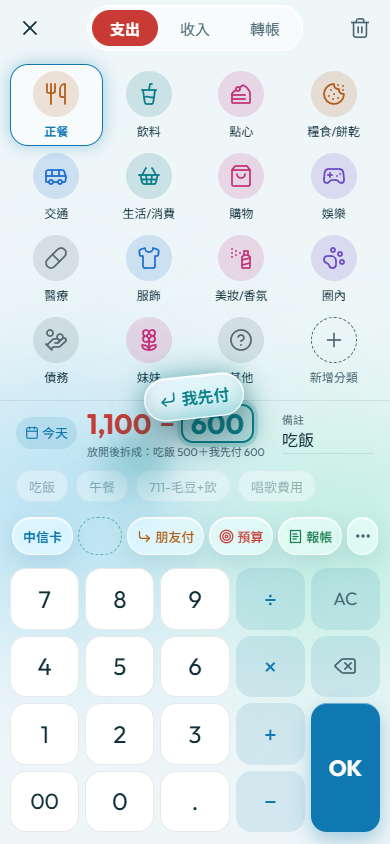 支出 收入 轉帳
正餐 飲料 點心 糧食/餅乾
交通 生活/消費 購物 娛樂
醫療 服飾 美妝/香氛 圈內
債務 妹妹 其他 新增分類
我先付
今天 1,100 − 600 備註
吃飯
放開後拆成：吃飯 500＋我先付 600
吃飯 午餐 711-毛豆+飲 唱歌費用
中信卡 朋友付 預算 報帳 •••
7 8 9 ÷ AC
4 5 6 ×
1 2 3 + OK
00 0 . −